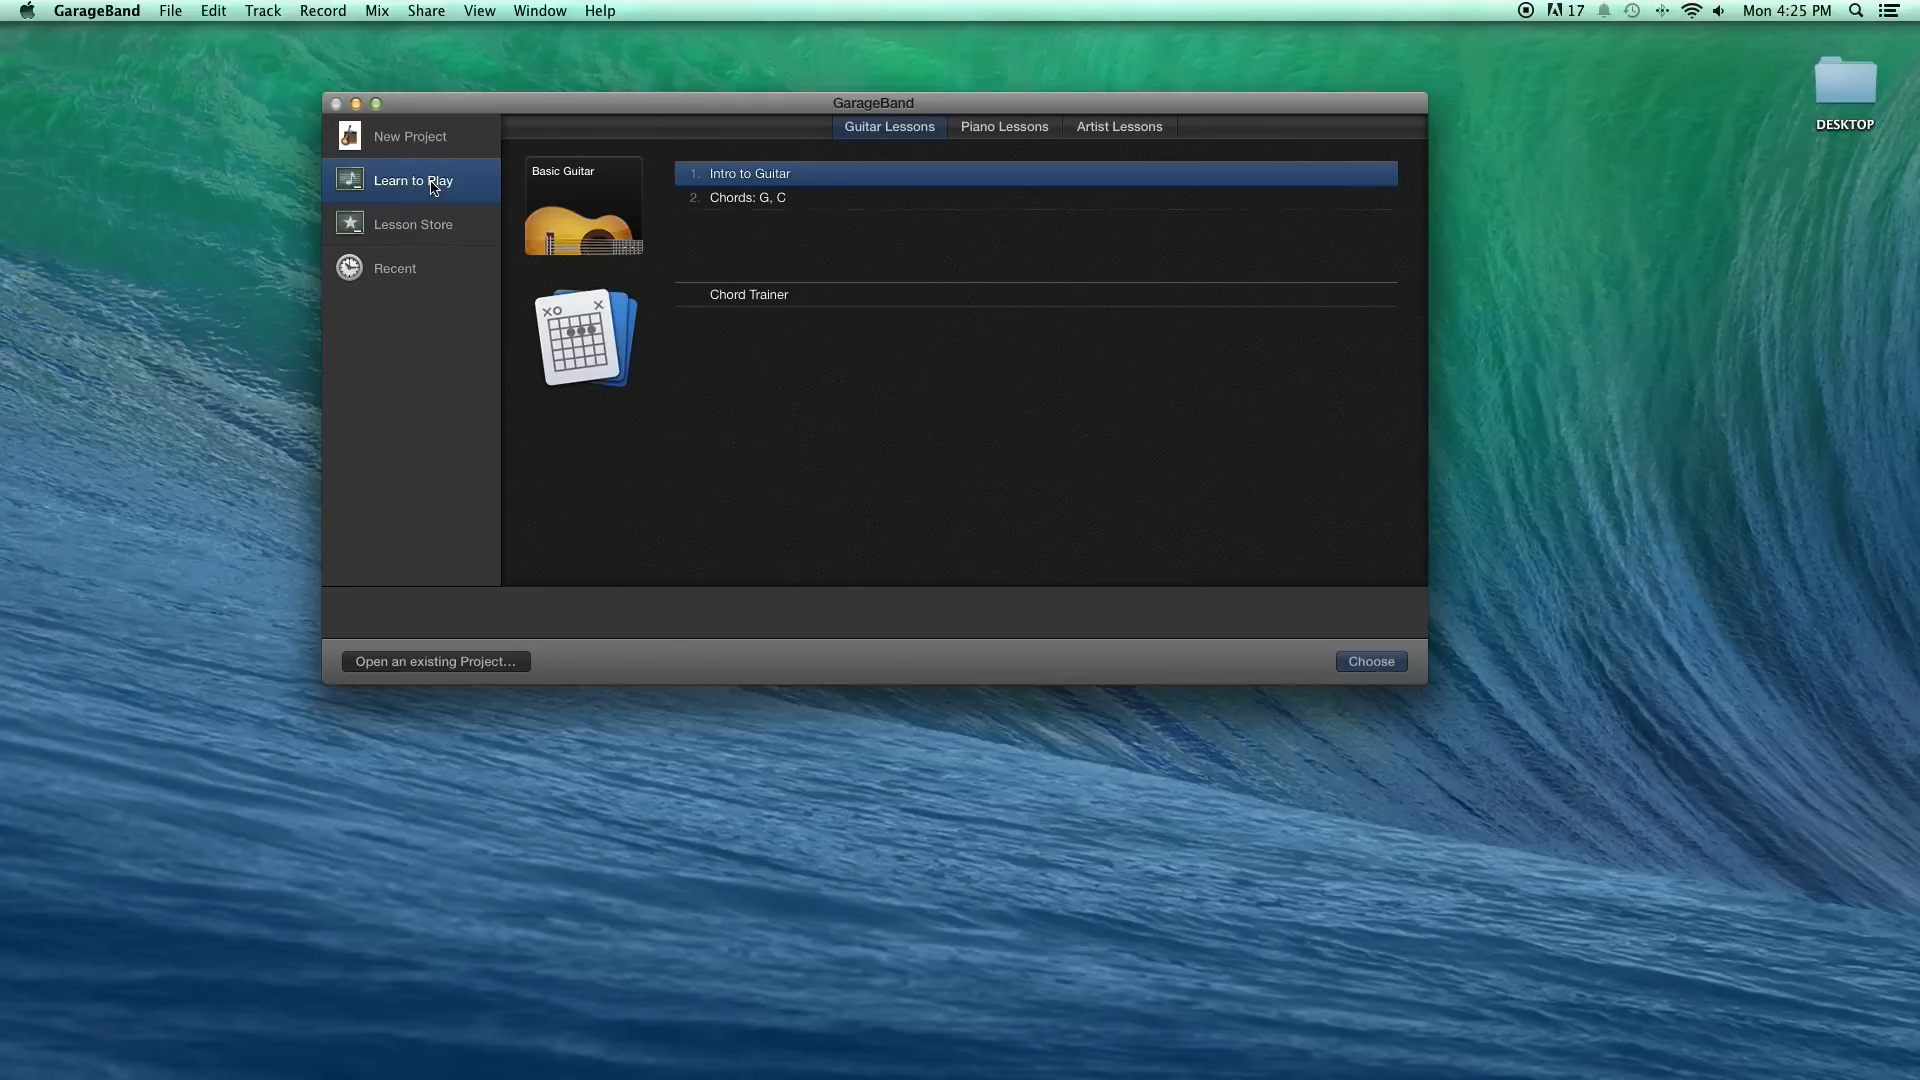 GarageBand File Edit Track Record Mix Share View Window Help 17 Mon 4:25 PM
DESKTOP
GarageBand
New Project
Learn to Play
Lesson Store
Recent
Guitar Lessons Piano Lessons Artist Lessons
Basic Guitar
1. Intro to Guitar
2. Chords: G, C
XO X
Chord Trainer
Open an existing Project... Choose